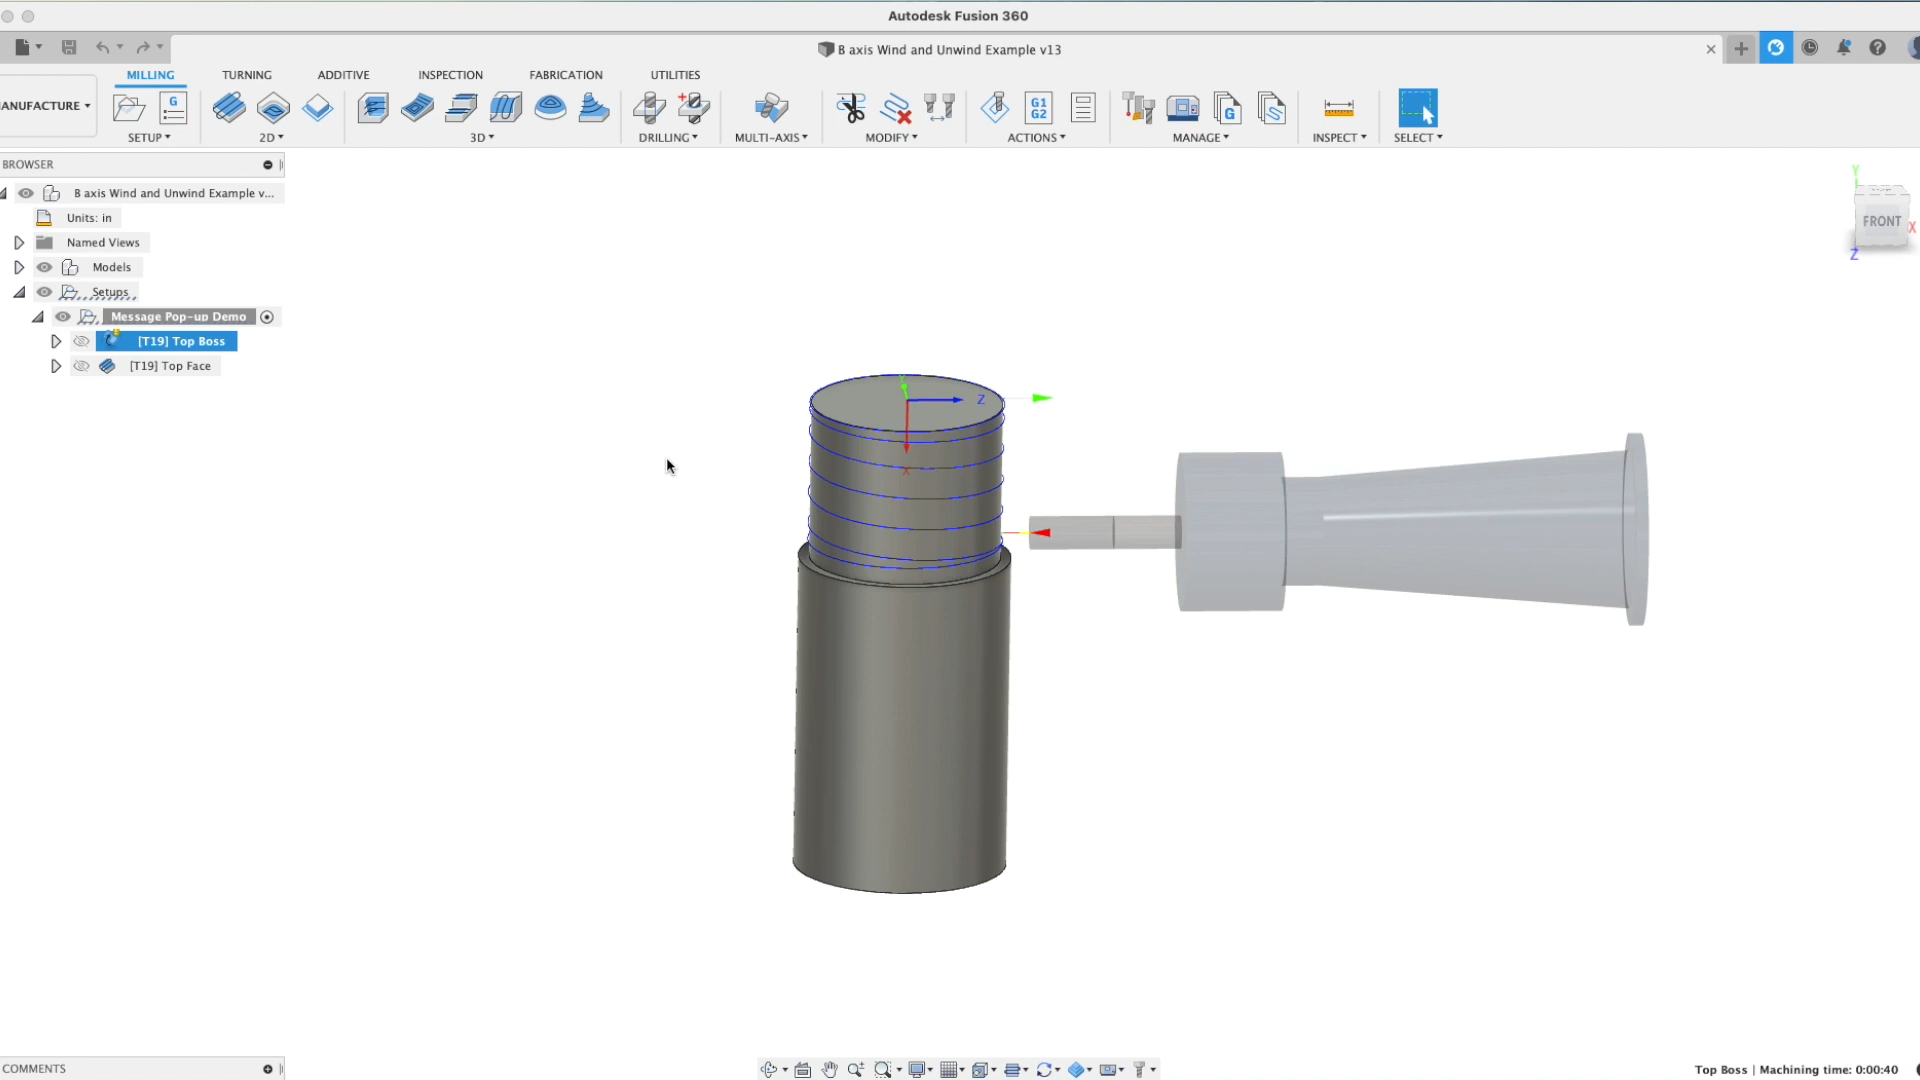 Autodesk Fusion 360
B axis Wind and Unwind Example v13
MILLING TURNING ADDITIVE INSPECTION FABRICATION UTILITIES
ANUFACTURE
G
G1
G2
G
SETUP 2D 3D DRILLING MULTI-AXIS MODIFY ACTIONS MANAGE INSPECT SELECT
BROWSER
B axis Wind and Unwind Example v...
Units: in
Named Views
Models
Setups
Message Pop-up Demo
[T19] Top Boss
[T19] Top Face
Y
FRONT
X
Z
Y
Z
X
COMMENTS
Top Boss | Machining time: 0:00:40